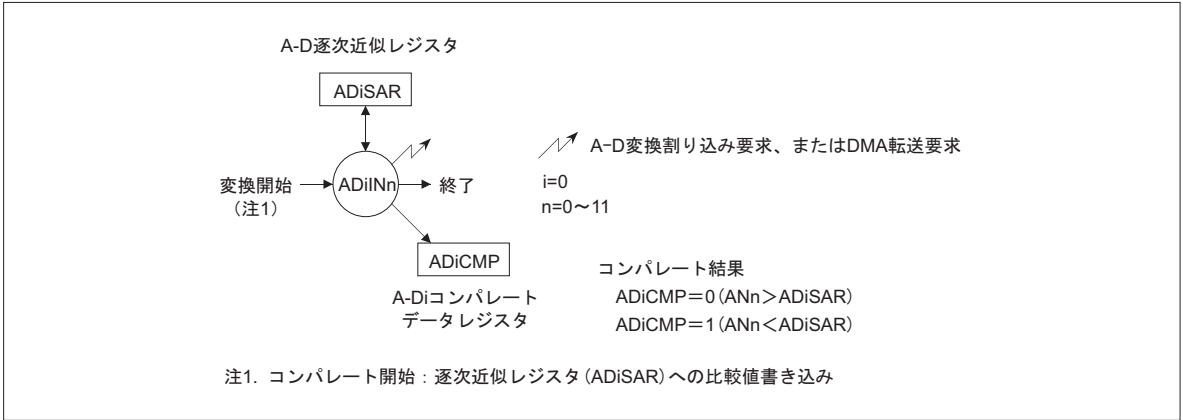 A-D逐次近似レジスタ
ADiSAR
A-D変換割り込み要求、またはDMA転送要求
変換開始
（注1）
ADiINn
終了
i=0
n=0～11
ADiCMP
A-Diコンパレート
データレジスタ
コンパレート結果
ADiCMP＝0（ANn＞ADiSAR）
ADiCMP＝1（ANn＜ADiSAR）
注1. コンパレート開始：逐次近似レジスタ（ADiSAR）への比較値書き込み